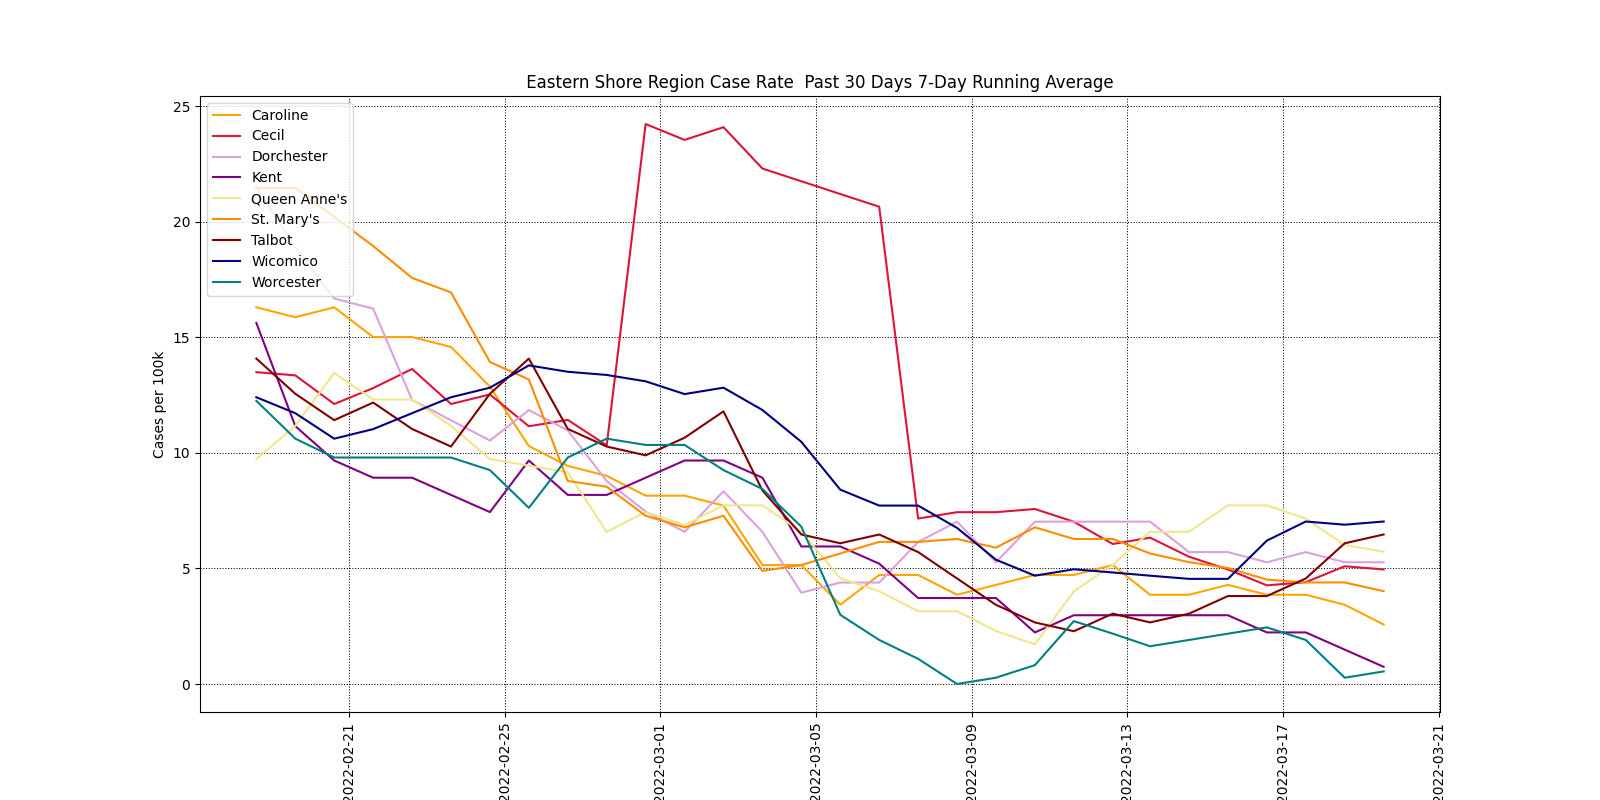 Eastern Shore Region Case Rate  Past 30 Days 7-Day Running Average
Cases per 100k
25
20
15
10
5
0
Caroline
Cecil
Dorchester
Kent
Queen Anne's
St. Mary's
Talbot
Wicomico
Worcester
2022-02-21
2022-02-25
2022-03-01
2022-03-05
2022-03-09
2022-03-13
2022-03-17
2022-03-21